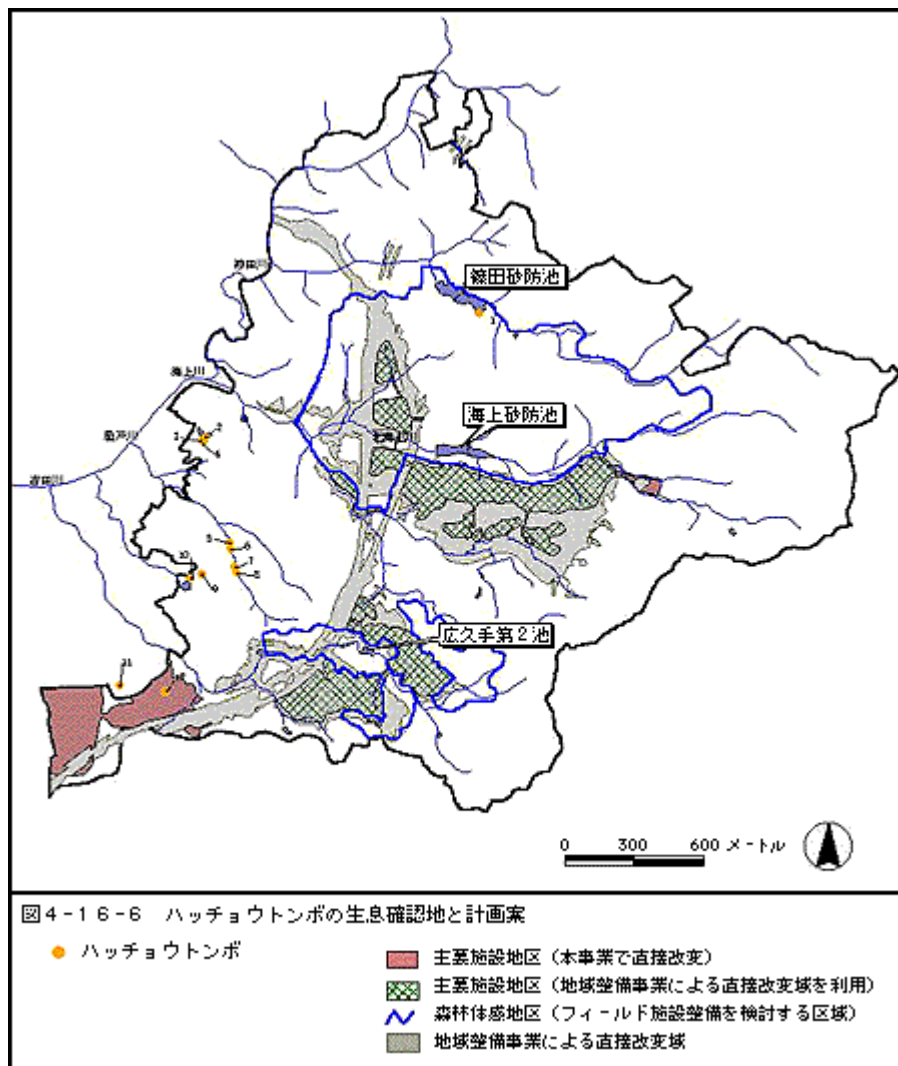 篠田砂防池
1
海上砂防池
海上川
2
4
10
広久手第2池
11
0 300 600 メートル
図4-16-6 ハッチョウトンボの生息確認地と計画案
ハッチョウトンボ
主要施設地区（本事業で直接改変）
主要施設地区（地域整備事業による直接改変域を利用）
森林体感地区（フィールド施設整備を検討する区域）
地域整備事業による直接改変域